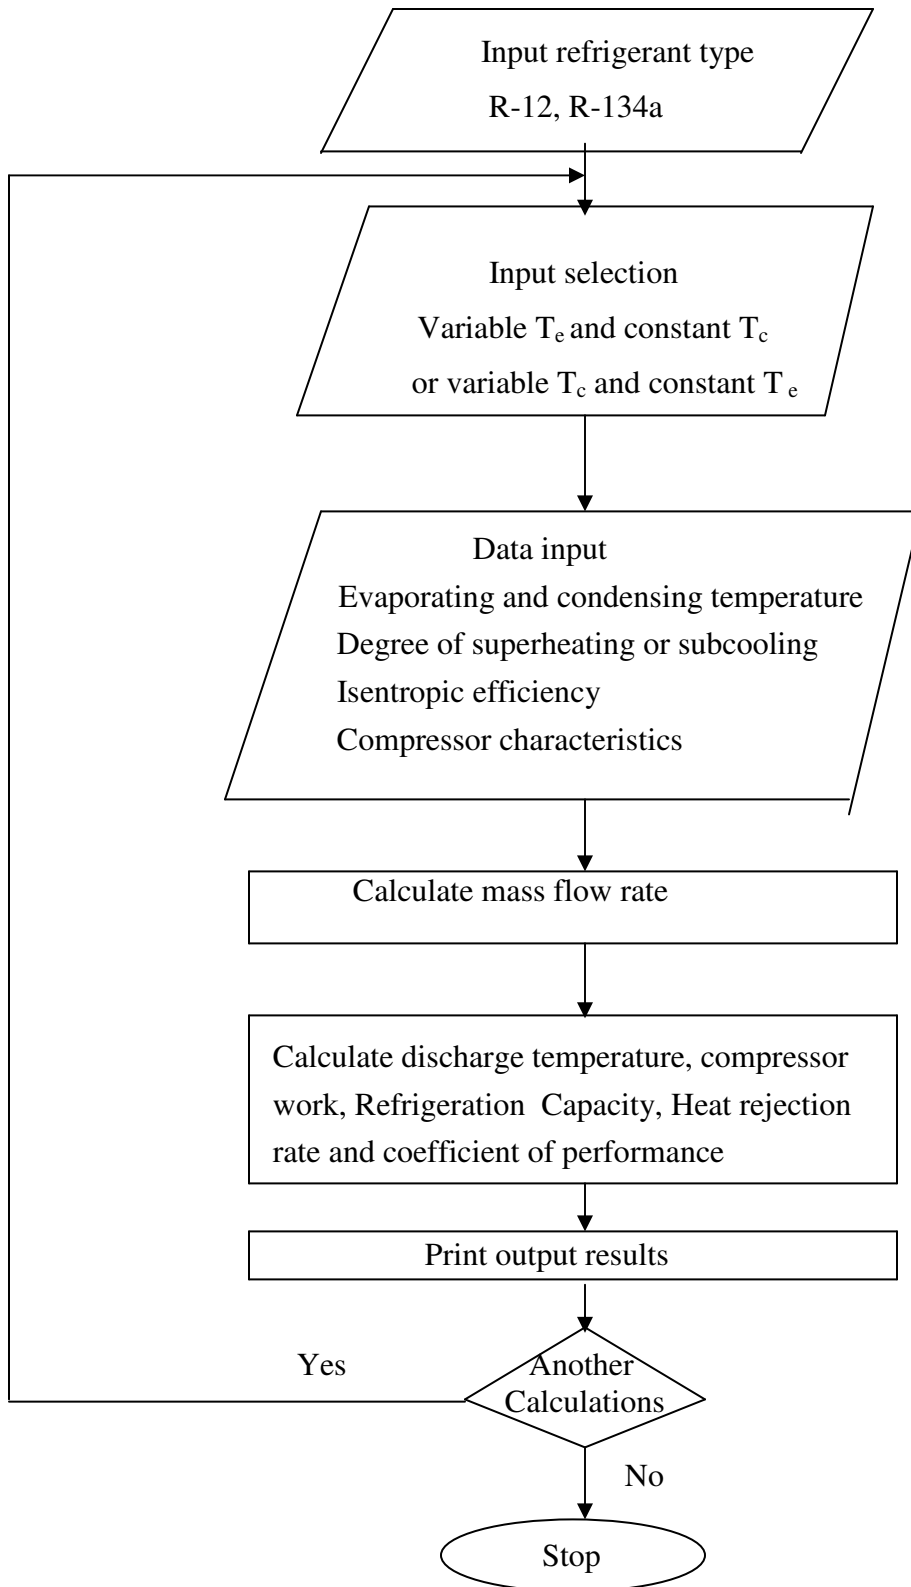 Input refrigerant type
R-12, R-134a
Input selection
Variable Te and constant Tc
or variable Tc and constant T e
Data input
Evaporating and condensing temperature
Degree of superheating or subcooling
Isentropic efficiency
Compressor characteristics
Calculate mass flow rate
Calculate discharge temperature, compressor
work, Refrigeration Capacity, Heat rejection
rate and coefficient of performance
Print output results
Yes
Another
Calculations
No
Stop